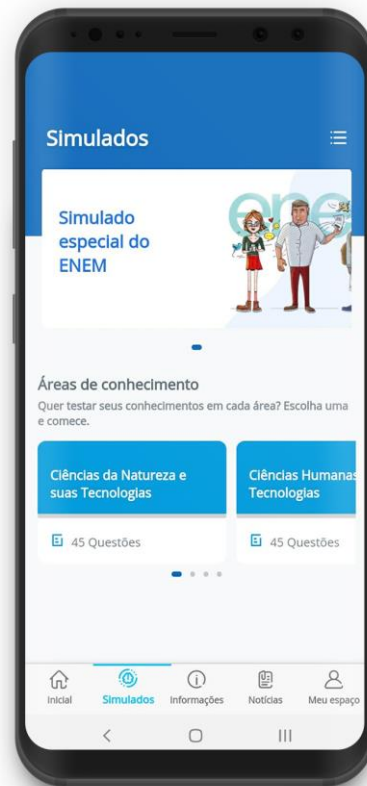 Simulados
Simulado
especial do
ENEM
Áreas de conhecimento
Quer testar seus conhecimentos em cada área? Escolha uma
e comece.
Ciências da Natureza e
suas Tecnologias
45 Questões
Ciências Humanas
Tecnologias
45 Questões
Inicial
Simulados
Informações
Notícias
Meu espaço